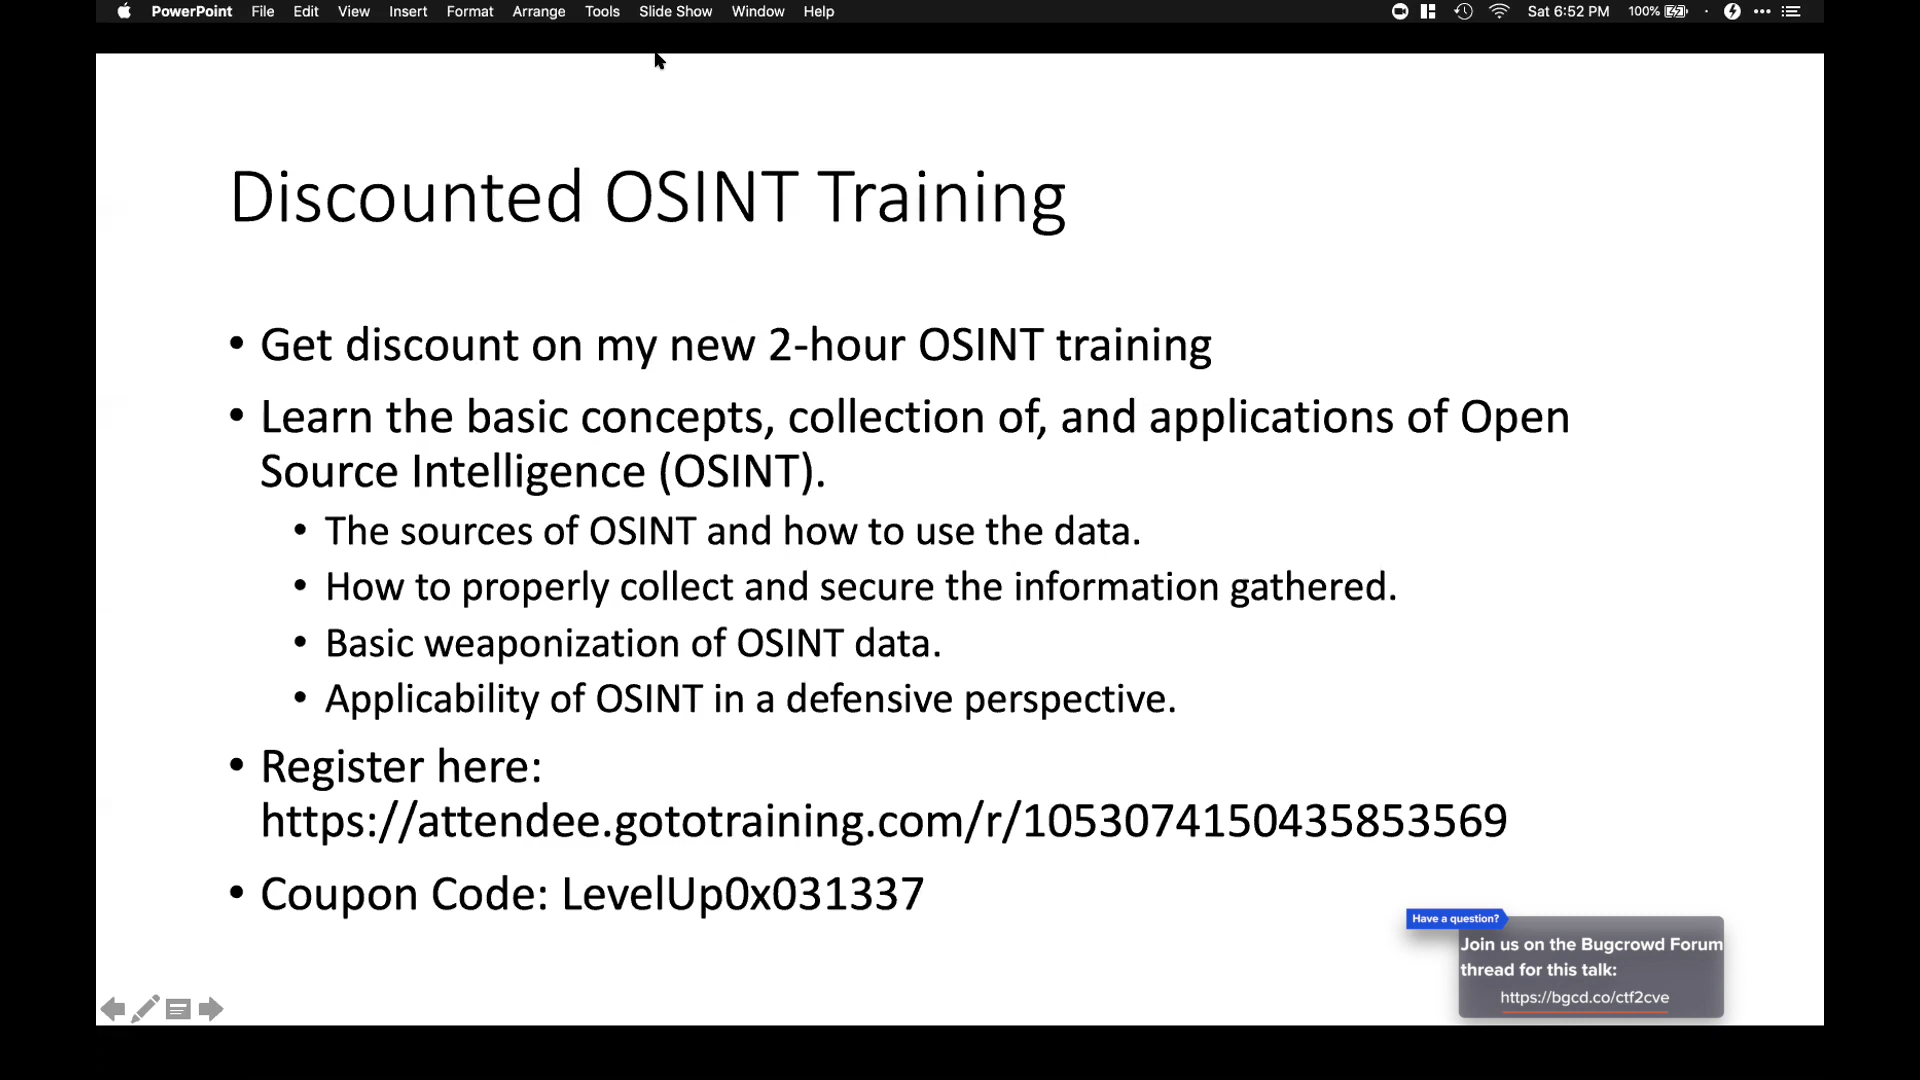 PowerPoint File Edit View Insert Format Arrange Tools Slide Show Window Help Sat 6:52 PM 100%
Discounted OSINT Training
• Get discount on my new 2-hour OSINT training
• Learn the basic concepts, collection of, and applications of Open
Source Intelligence (OSINT).
• The sources of OSINT and how to use the data.
• How to properly collect and secure the information gathered.
• Basic weaponization of OSINT data.
• Applicability of OSINT in a defensive perspective.
• Register here:
https://attendee.gototraining.com/r/1053074150435853569
• Coupon Code: LevelUp0x031337
Have a question?
Join us on the Bugcrowd Forum
thread for this talk:
https://bgcd.co/ctf2cve